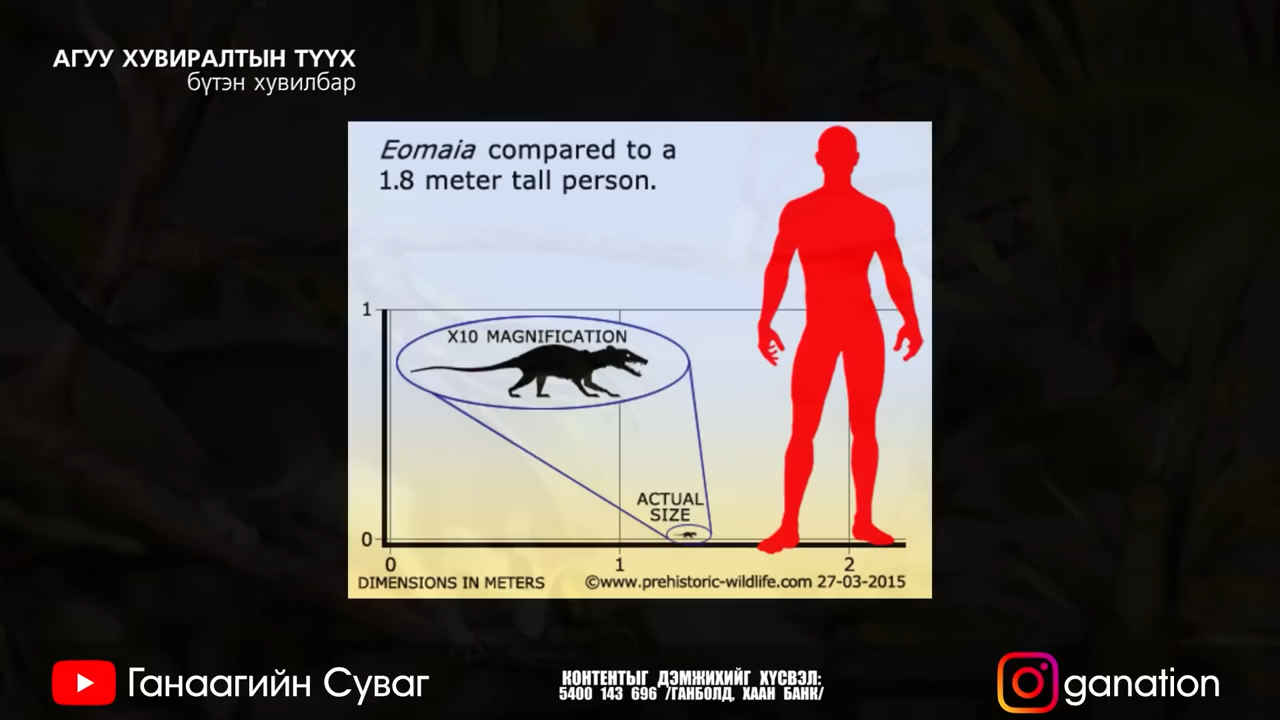 АГУУ ХУВИРАЛТЫН ТҮҮХ
бүтэн хувилбар
Eomaia compared to a
1.8 meter tall person.
1
X10 MAGNIFICATION
ACTUAL
SIZE
0
0 1 2
DIMENSIONS IN METERS ©www.prehistoric-wildlife.com 27-03-2015
Ганаагийн Суваг
КОНТЕНТЫГ ДЭМЖИХИЙГ ХҮСВЭЛ:
5400 143 696 /ГАНБОЛД, ХААН БАНК/
ganation